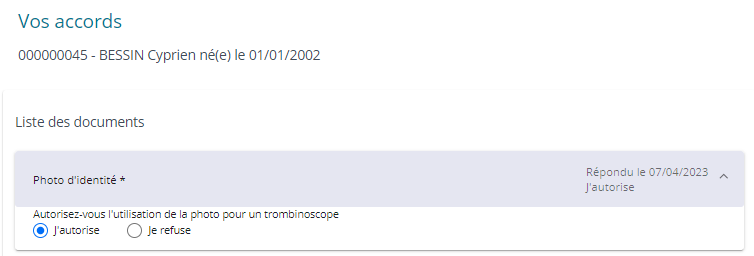 Vos accords
000000045 - BESSIN Cyprien né(e) le 01/01/2002
Liste des documents
Photo d'identité *
Répondu le 07/04/2023
J'autorise
Autorisez-vous l'utilisation de la photo pour un trombinoscope
J'autorise
Je refuse